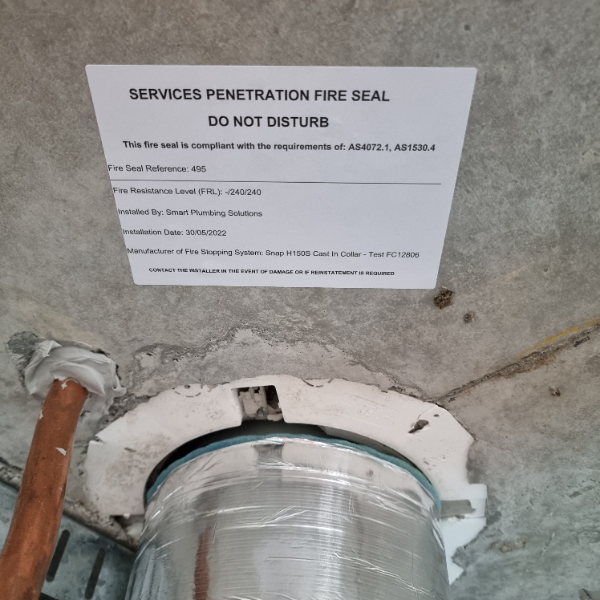 SERVICES PENETRATION FIRE SEAL
DO NOT DISTURB
This fire seal is compliant with the requirements of: AS4072.1, AS1530.4
Fire Seal Reference: 495
Fire Resistance Level (FRL): -/240/240
Installed By: Smart Plumbing Solutions
Installation Date: 30/05/2022
Manufacturer of Fire Stopping System: Snap H150S Cast In Collar - Test FC12806
CONTACT THE INSTALLER IN THE EVENT OF DAMAGE OR IF REINSTATEMENT IS REQUIRED